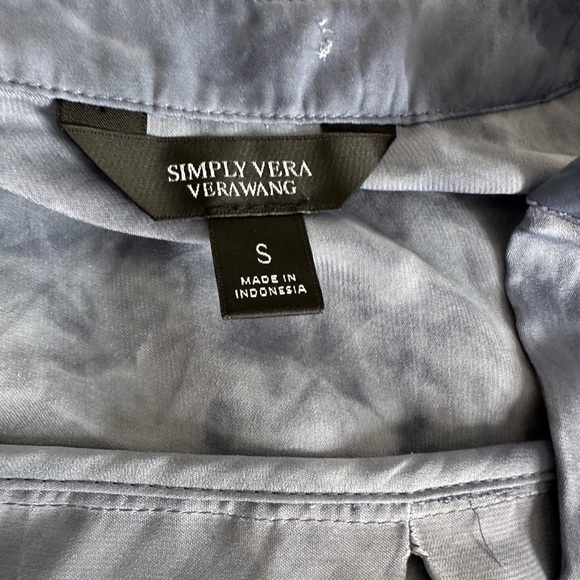 SIMPLY VERA
VERAWANG
S
MADE IN
INDONESIA